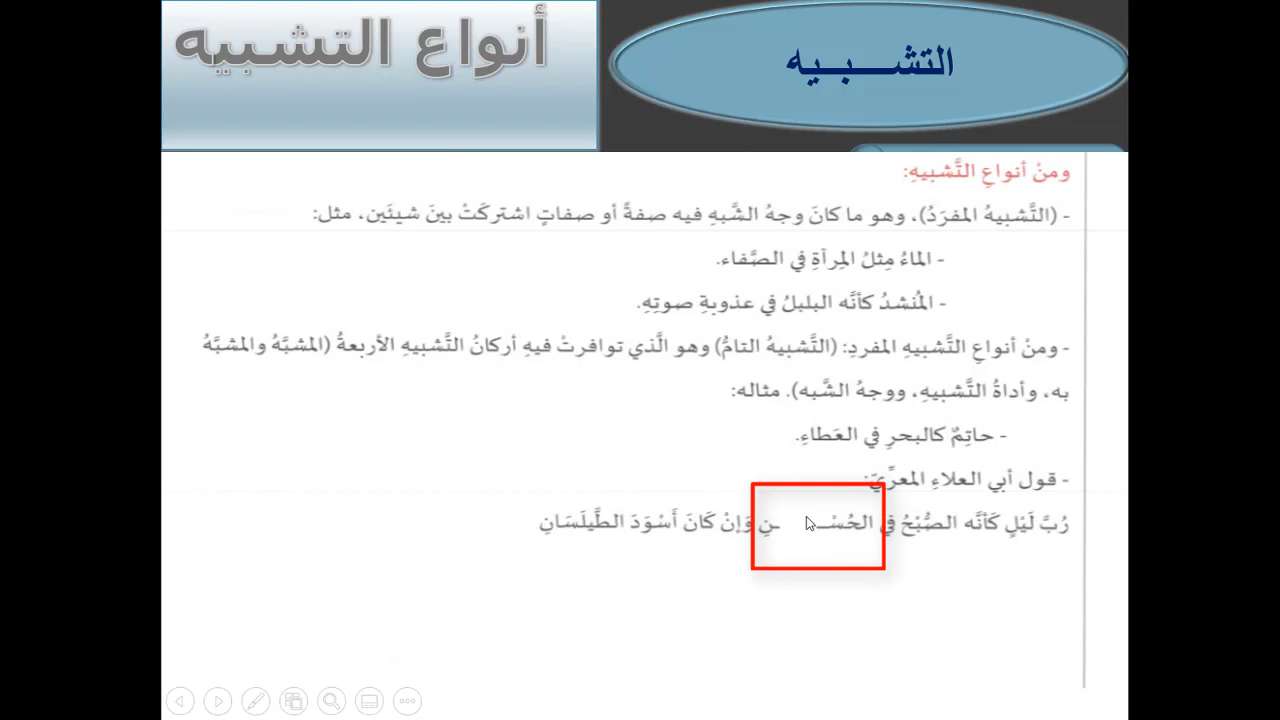 أنواع التشبيه
التشـــبـــيه
ومنْ أنواعِ التَّشبيهِ:
- (التَّشبيهُ المفرَدُ)، وهو ما كانَ وجهُ الشَّبهِ فيه صفةً أو صفاتٍ اشتركَتْ بينَ شيئَين، مثل:
- الماءُ مِثلُ المِرآةِ في الصَّفاء.
- المُنشدُ كأنَّه البلبلُ في عذوبةِ صوتِهِ.
- ومنْ أنواعِ التَّشبيهِ المفردِ: (التَّشبيهُ التامُّ) وهو الَّذي توافرتْ فيهِ أركانُ التَّشبيهِ الأربعةُ (المشبَّهُ والمشبَّهُ
به، وأداةُ التَّشبيهِ، ووجهُ الشَّبه). مثاله:
- حاتِمٌ كالبحرِ في العَطاءِ.
- قول أبي العلاءِ المعرِّيّ:
رُبَّ لَيْلٍ كَأنَّه الصُّبْحُ في الحُسْـ ـنِ وَإنْ كَانَ أَسْوَدَ الطَّيلَسَانِ